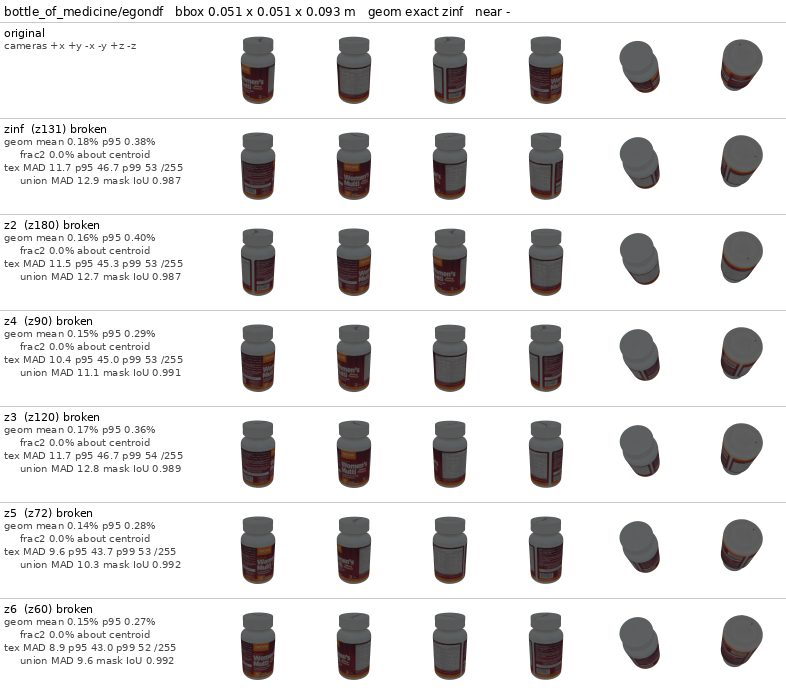 bottle_of_medicine/egondf bbox 0.051 x 0.051 x 0.093 m geom exact zinf near -
original
cameras +x +y -x -y +z -z
zinf (z131) broken
geom mean 0.18% p95 0.38%
frac2 0.0% about centroid
tex MAD 11.7 p95 46.7 p99 53 /255
union MAD 12.9 mask IoU 0.987
z2 (z180) broken
geom mean 0.16% p95 0.40%
frac2 0.0% about centroid
tex MAD 11.5 p95 45.3 p99 53 /255
union MAD 12.7 mask IoU 0.987
z4 (z90) broken
geom mean 0.15% p95 0.29%
frac2 0.0% about centroid
tex MAD 10.4 p95 45.0 p99 53 /255
union MAD 11.1 mask IoU 0.991
z3 (z120) broken
geom mean 0.17% p95 0.36%
frac2 0.0% about centroid
tex MAD 11.7 p95 46.7 p99 54 /255
union MAD 12.8 mask IoU 0.989
z5 (z72) broken
geom mean 0.14% p95 0.28%
frac2 0.0% about centroid
tex MAD 9.6 p95 43.7 p99 53 /255
union MAD 10.3 mask IoU 0.992
z6 (z60) broken
geom mean 0.15% p95 0.27%
frac2 0.0% about centroid
tex MAD 8.9 p95 43.0 p99 52 /255
union MAD 9.6 mask IoU 0.992